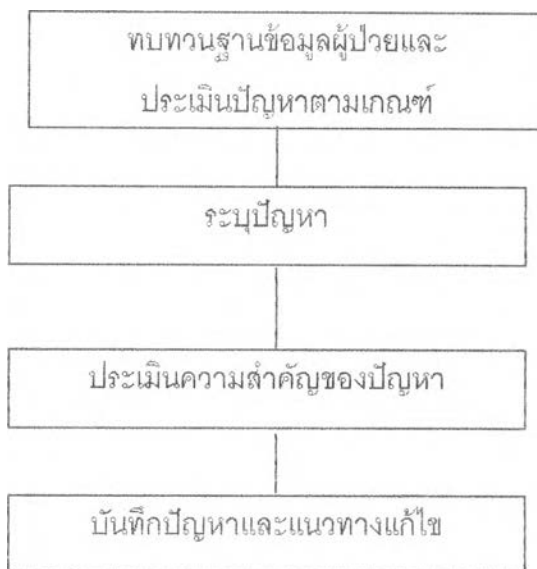 ทบทวนฐานข้อมูลผู้ป่วยและ
ประเมินปัญหาตามเกณฑ์
ระบุปัญหา
ประเมินความสำคัญของปัญหา
บันทึกปัญหาและแนวทางแก้ไข